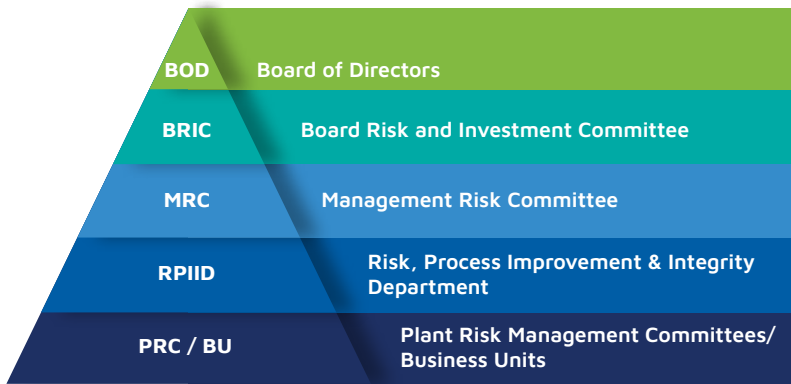 BOD Board of Directors
BRIC Board Risk and Investment Committee
MRC Management Risk Committee
RPIID Risk, Process Improvement & Integrity
Department
PRC / BU Plant Risk Management Committees/
Business Units